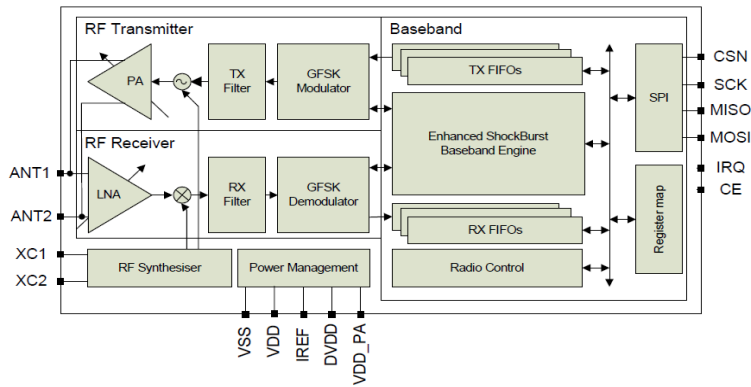 RF Transmitter
Baseband
PA
TX
Filter
GFSK
Modulator
TX FIFOs
SPI
CSN
SCK
MISO
MOSI
Enhanced ShockBurst
Baseband Engine
RF Receiver
ANT1
ANT2
LNA
RX
Filter
GFSK
Demodulator
RX FIFOs
Register map
IRQ
CE
XC1
XC2
RF Synthesiser
Power Management
Radio Control
VSS
VDD
IREF
DVDD
VDD_PA